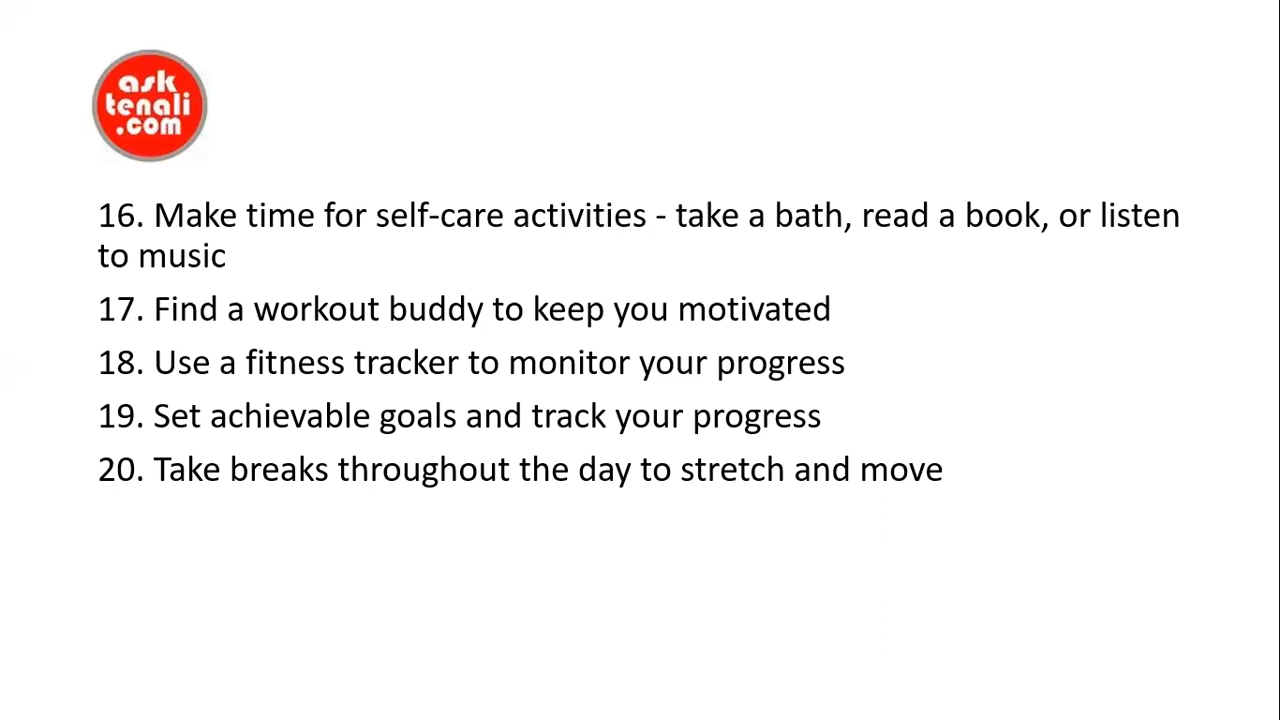 ask
tenali
.com
16. Make time for self-care activities - take a bath, read a book, or listen
to music
17. Find a workout buddy to keep you motivated
18. Use a fitness tracker to monitor your progress
19. Set achievable goals and track your progress
20. Take breaks throughout the day to stretch and move